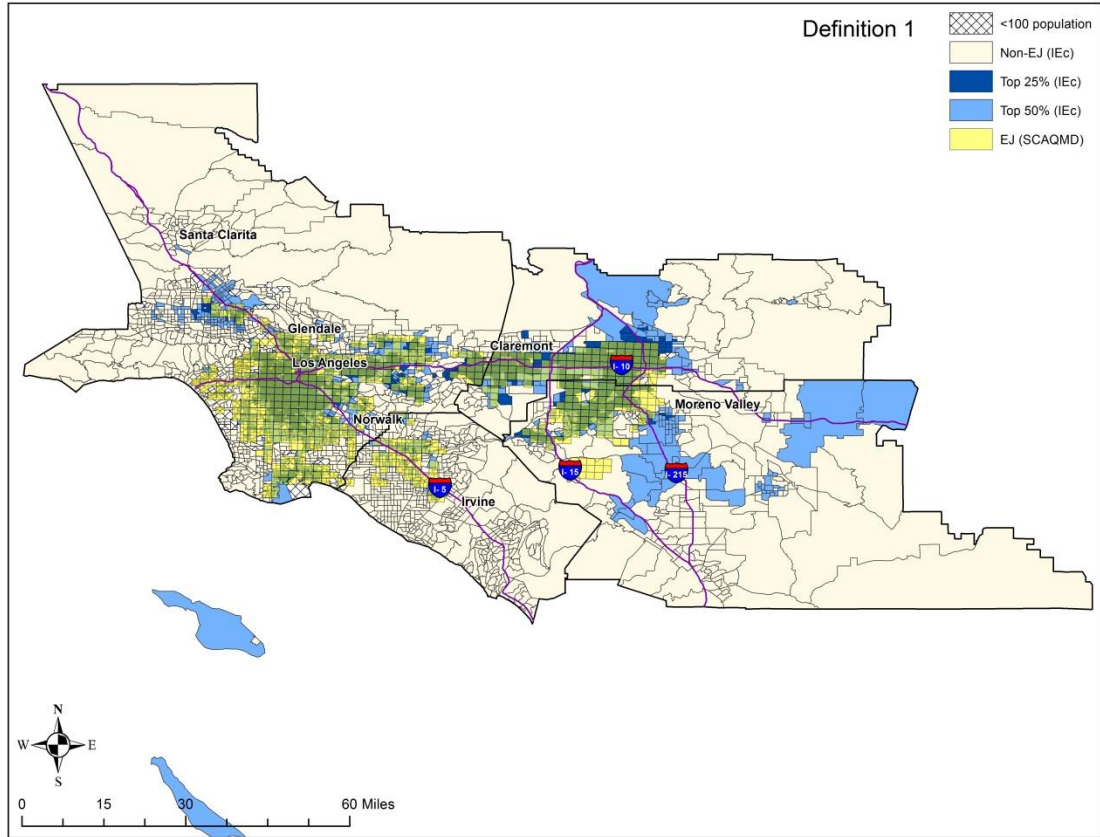 Definition 1
<100 population
Non-EJ (IEc)
Top 25% (IEc)
Top 50% (IEc)
EJ (SCAQMD)
Santa Clarita
Glendale
Los Angeles
Claremont
I- 10
Norwalk
Moreno Valley
I- 15
I- 215
I- 5
Irvine
N
W E
S
0 15 30 60 Miles